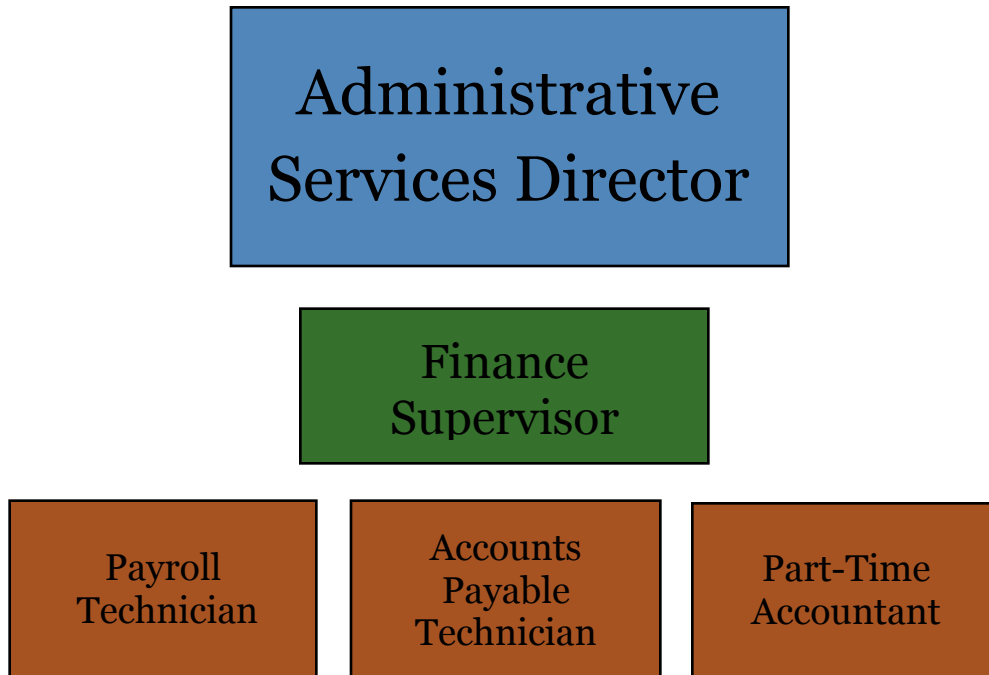 Administrative
Services Director
Finance
Supervisor
Payroll
Technician
Accounts
Payable
Technician
Part-Time
Accountant